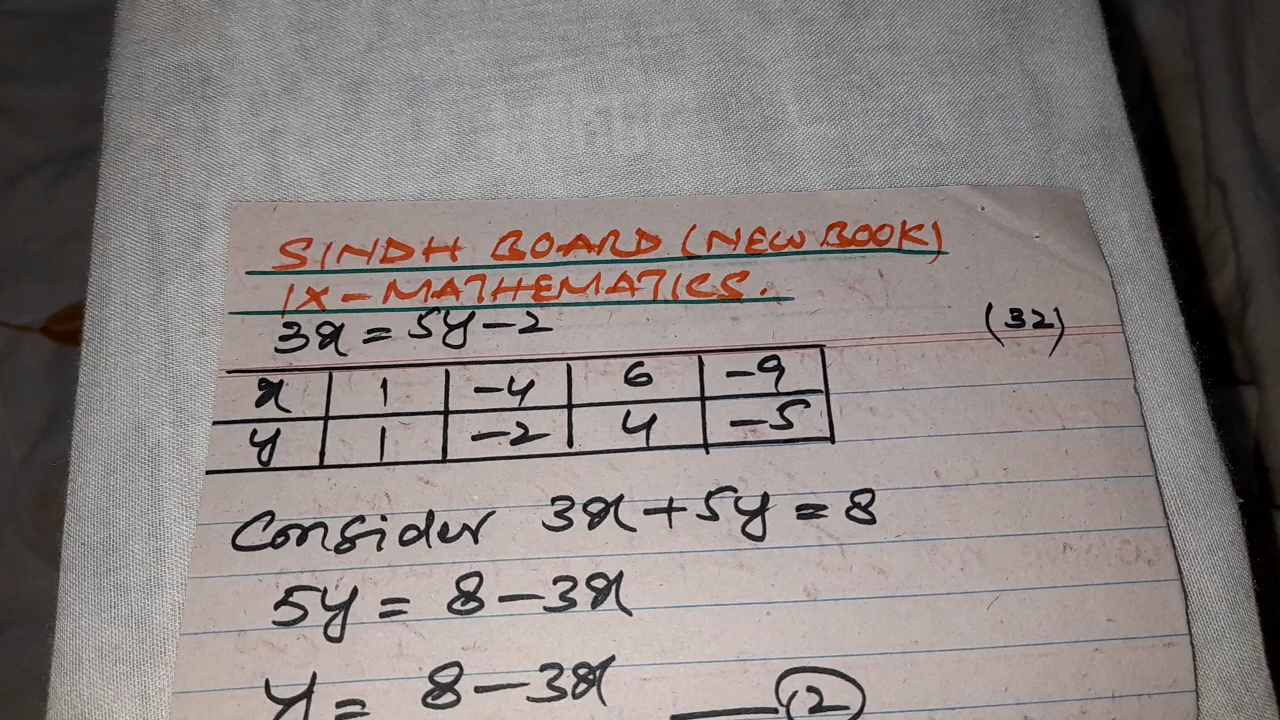 SINDH BOARD (NEW BOOK)
IX-MATHEMATICS.
3x = 5y - 2 (32)
x | 1 | -4 | 6 | -9
y | 1 | -2 | 4 | -5
Consider 3x + 5y = 8
5y = 8 - 3x
y = 8 - 3x —— 2